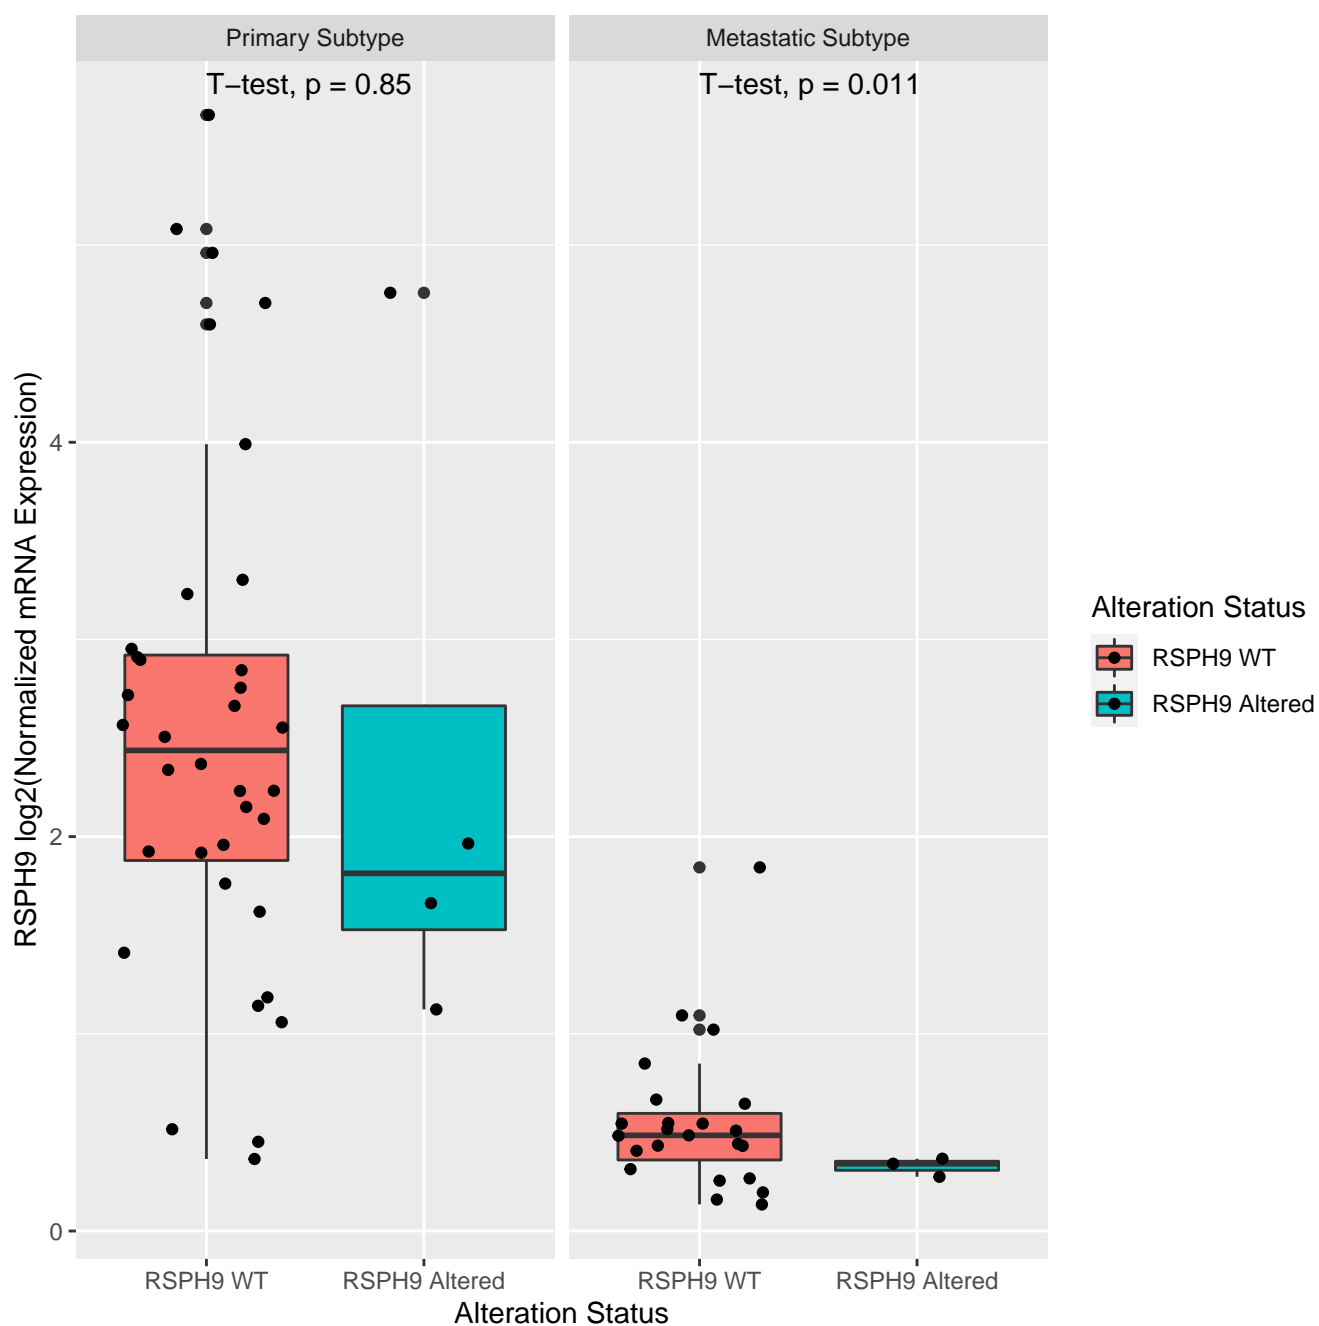 Primary Subtype
Metastatic Subtype
T−test, p = 0.85
T−test, p = 0.011
RSPH9 log2(Normalized mRNA Expression)
4
2
0
RSPH9 WT
RSPH9 Altered
RSPH9 WT
RSPH9 Altered
Alteration Status
Alteration Status
RSPH9 WT
RSPH9 Altered